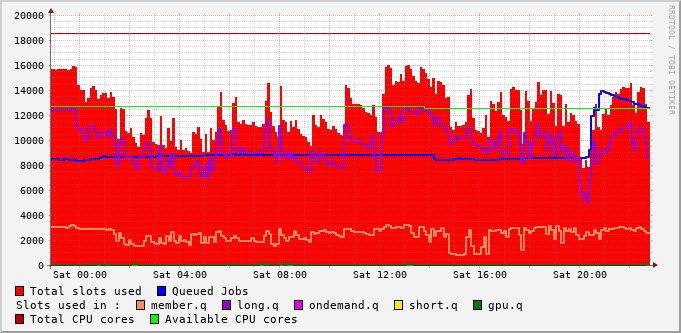 20000
18000
16000
14000
12000
10000
8000
6000
4000
2000
0
Sat 00:00 Sat 04:00 Sat 08:00 Sat 12:00 Sat 16:00 Sat 20:00
Total slots used Queued Jobs
Slots used in : member.q long.q ondemand.q short.q gpu.q
Total CPU cores Available CPU cores
RRDTOOL / TOBI OETIKER